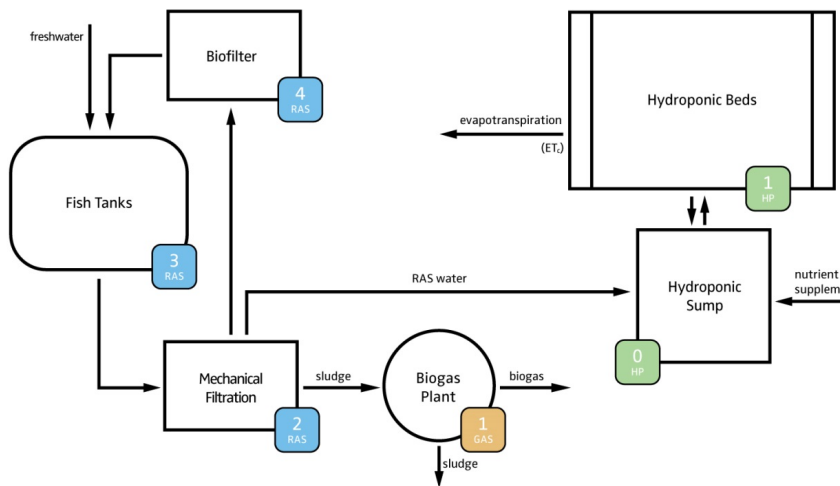 freshwater
Biofilter
4
RAS
Hydroponic Beds
evapotranspiration
(ETc)
1
HP
Fish Tanks
3
RAS
RAS water
Hydroponic
Sump
nutrient
supplem
0
HP
Mechanical
Filtration
sludge
Biogas
Plant
biogas
2
RAS
1
GAS
sludge